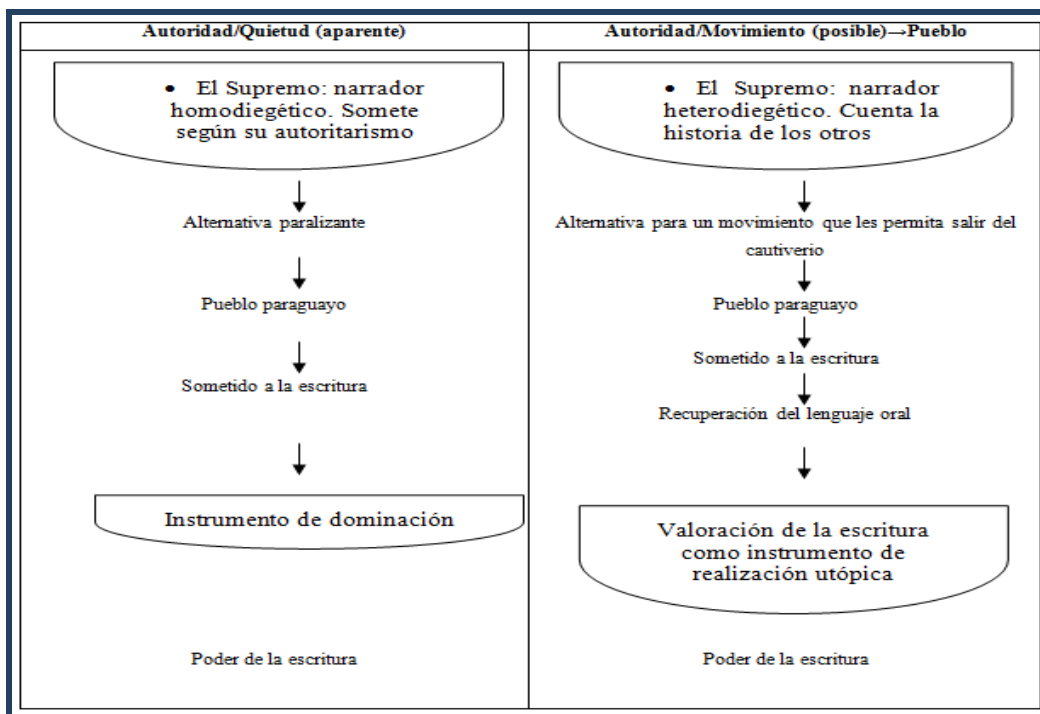 Autoridad/Quietud (aparente)
• El Supremo: narrador
homodiegético. Somete
según su autoritarismo
Alternativa paralizante
Pueblo paraguayo
Sometido a la escritura
Instrumento de dominación
Poder de la escritura
Autoridad/Movimiento (posible)→Pueblo
• El Supremo: narrador
heterodiegético. Cuenta la
historia de los otros
Alternativa para un movimiento que les permita salir del
cautiverio
Pueblo paraguayo
Sometido a la escritura
Recuperación del lenguaje oral
Valoración de la escritura
como instrumento de
realización utópica
Poder de la escritura